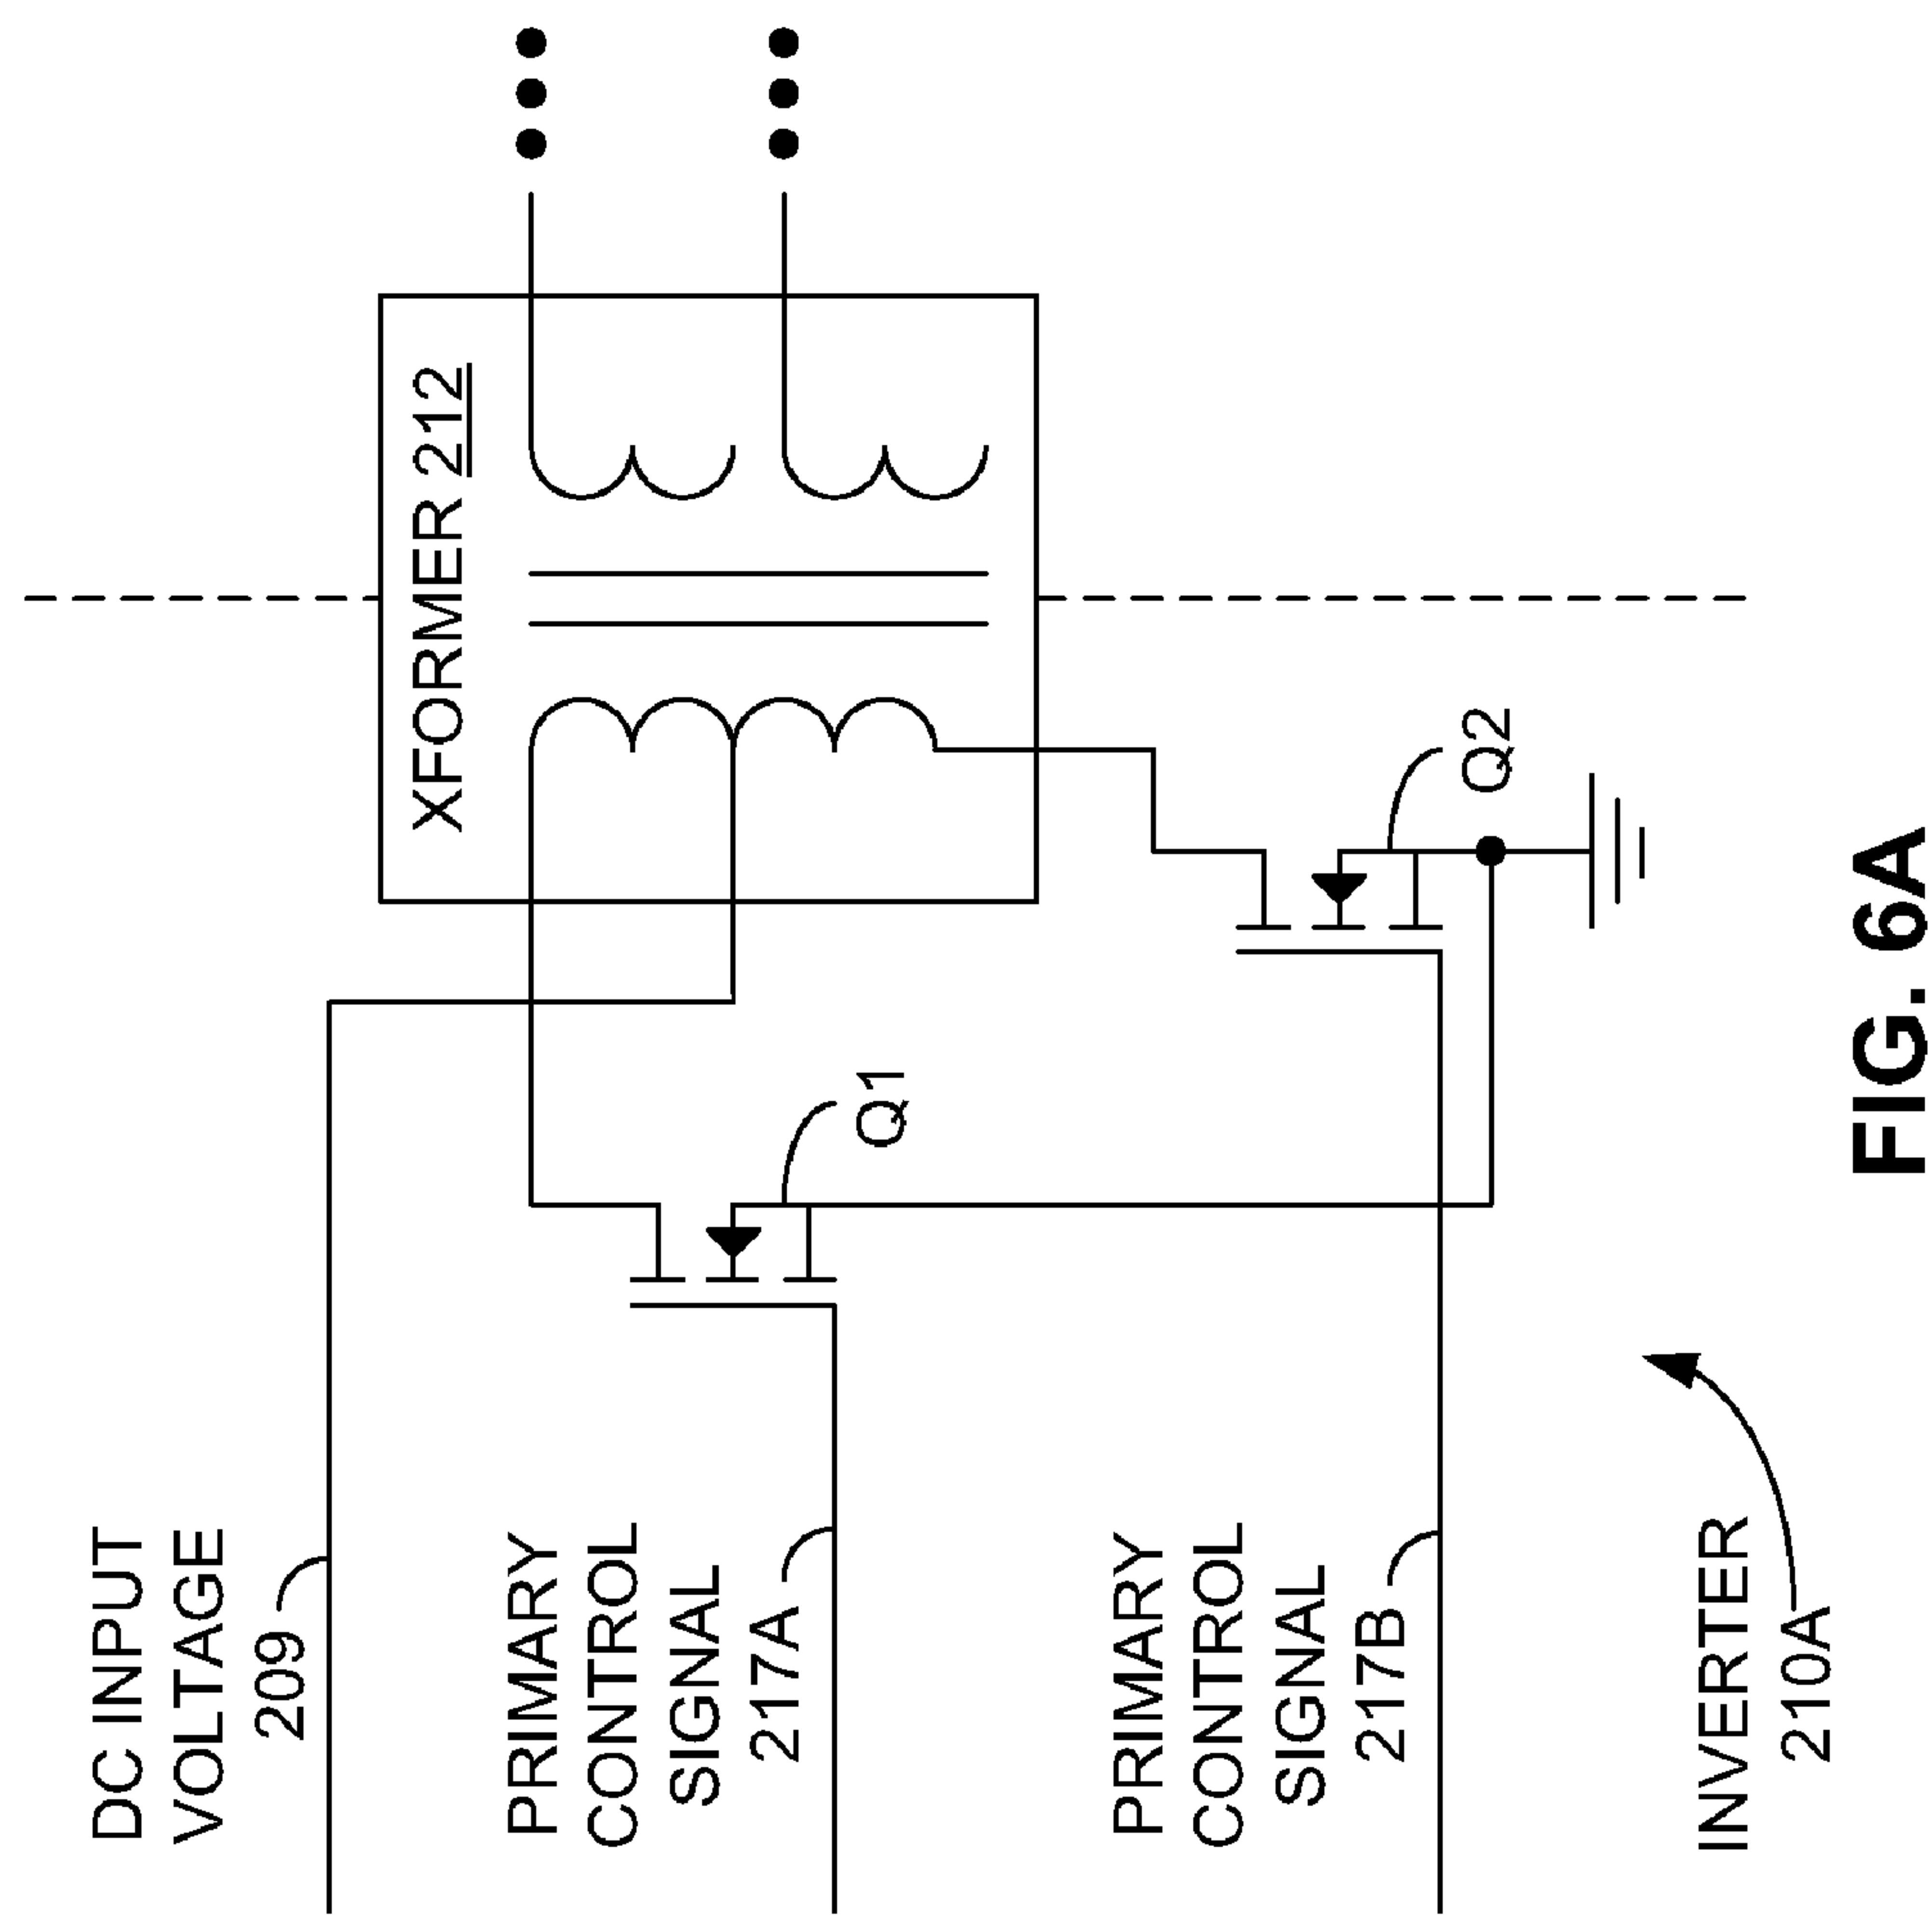 DC INPUT
VOLTAGE
209
XFORMER 212
PRIMARY
CONTROL
SIGNAL
217A
Q1
PRIMARY
CONTROL
SIGNAL
217B
Q2
INVERTER
210A
FIG. 6A